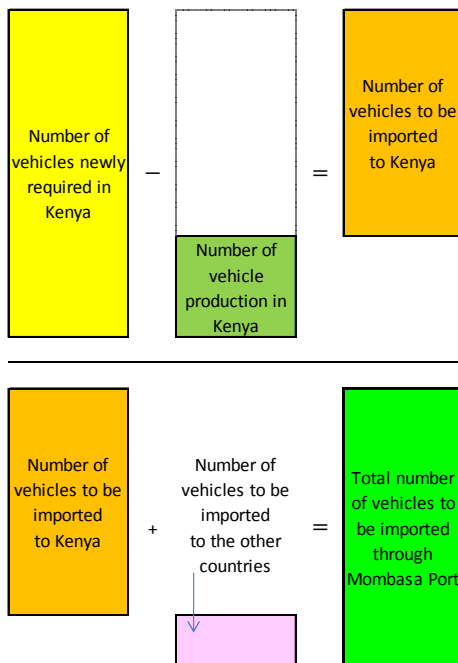 Number of
vehicles newly
required in
Kenya
−
Number of
vehicle
production in
Kenya
=
Number of
vehicles to be
imported
to Kenya
Number of
vehicles to be
imported
to Kenya
+
Number of
vehicles to be
imported
to the other
countries
=
Total number
of vehicles to
be imported
through
Mombasa Port